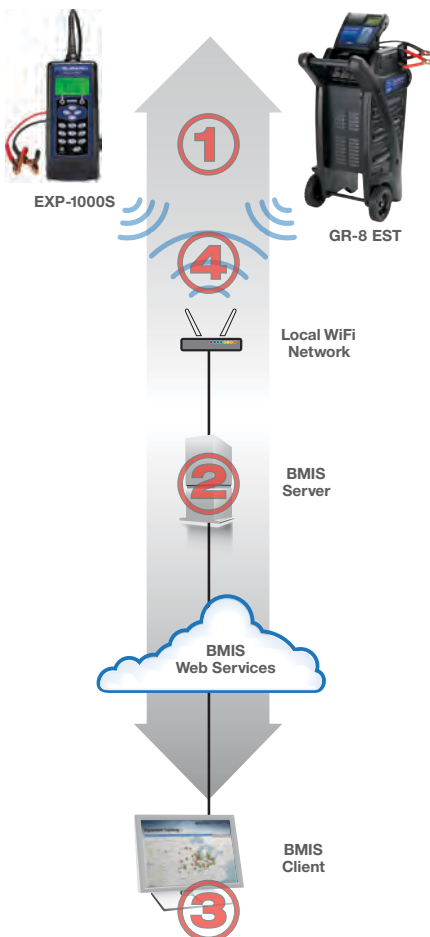 1
EXP-1000S
GR-8 EST
4
Local WiFi
Network
2
BMIS
Server
BMIS
Web Services
BMIS
Client
3